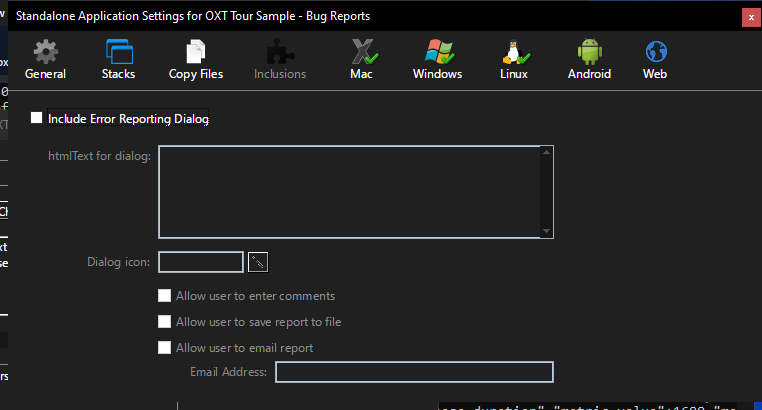 Standalone Application Settings for OXT Tour Sample - Bug Reports
General Stacks Copy Files Inclusions Mac Windows Linux Android Web
Include Error Reporting Dialog
htmlText for dialog:
Dialog icon:
Allow user to enter comments
Allow user to save report to file
Allow user to email report
Email Address: